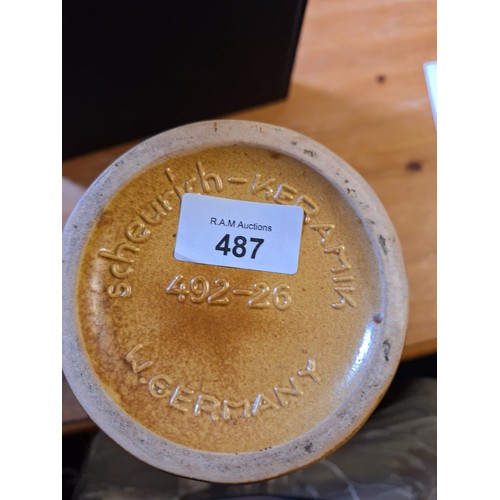 scheurich-KERAMIK
R.A.M Auctions
487
492-26
W.GERMANY